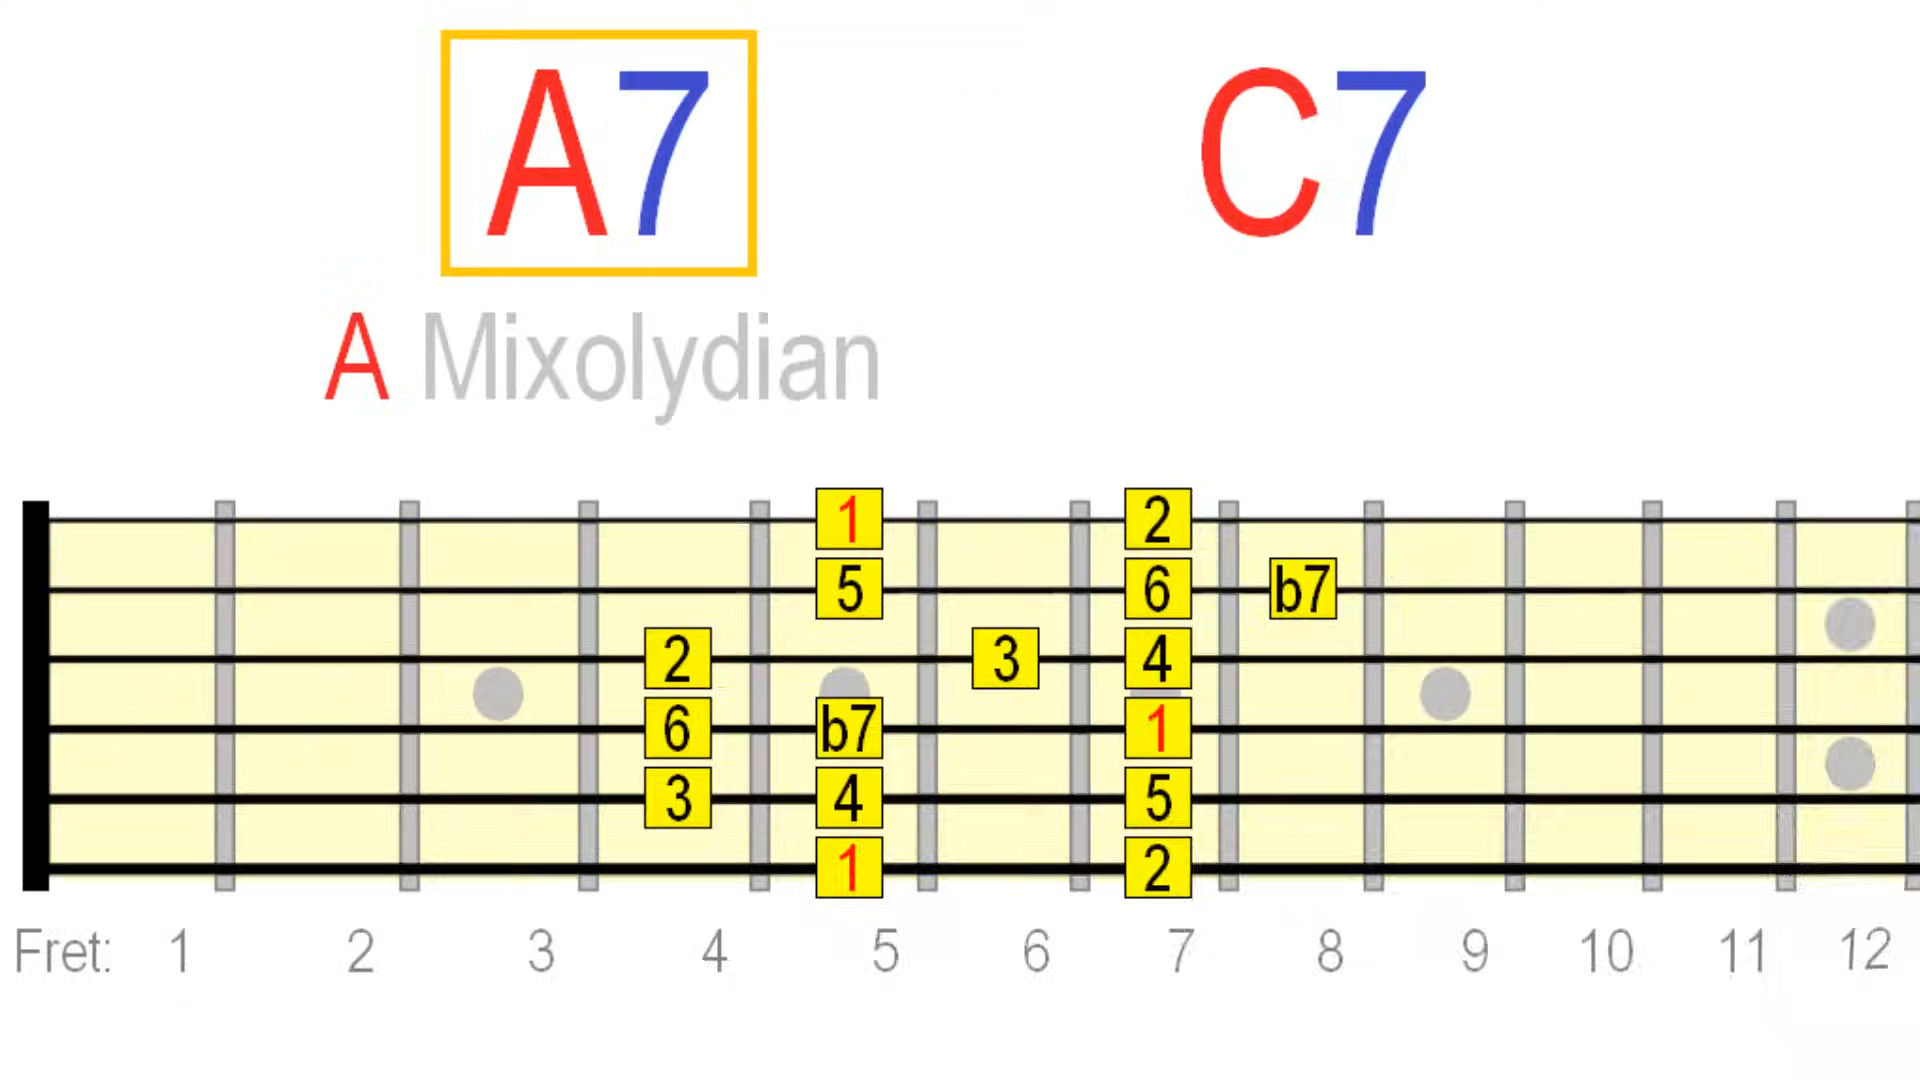 A7 C7
A Mixolydian
1 2
5 6 b7
2 3 4
6 b7 1
3 4 5
1 2
Fret: 1 2 3 4 5 6 7 8 9 10 11 12